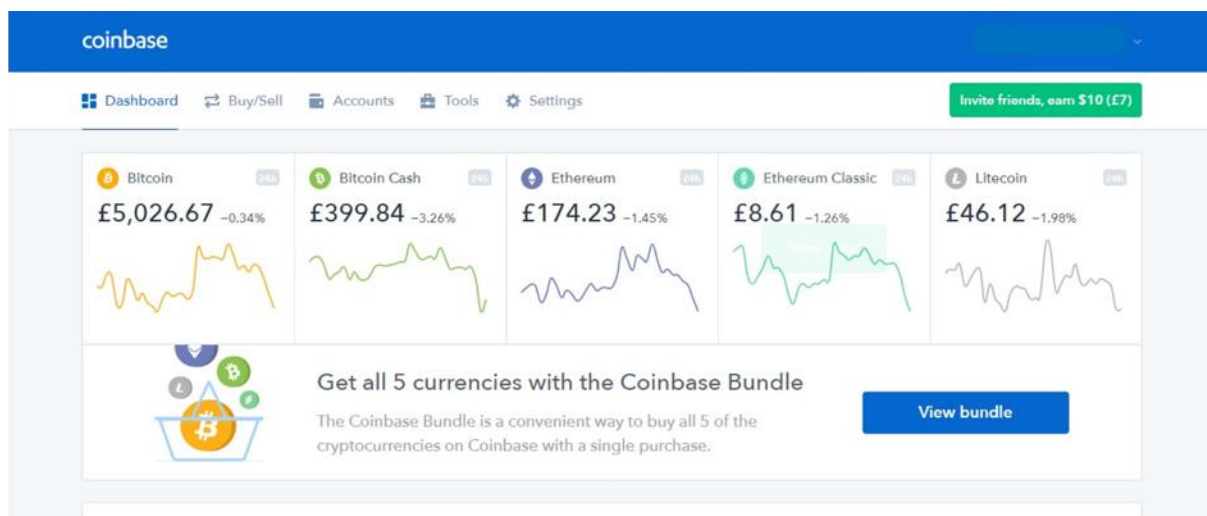 coinbase
Dashboard Buy/Sell Accounts Tools Settings Invite friends, earn $10 (£7)
Bitcoin 24h Bitcoin Cash 24h Ethereum 24h Ethereum Classic 24h Litecoin 24h
£5,026.67 -0.34% £399.84 -3.26% £174.23 -1.45% £8.61 -1.26% £46.12 -1.98%
Get all 5 currencies with the Coinbase Bundle
The Coinbase Bundle is a convenient way to buy all 5 of the
View bundle
cryptocurrencies on Coinbase with a single purchase.